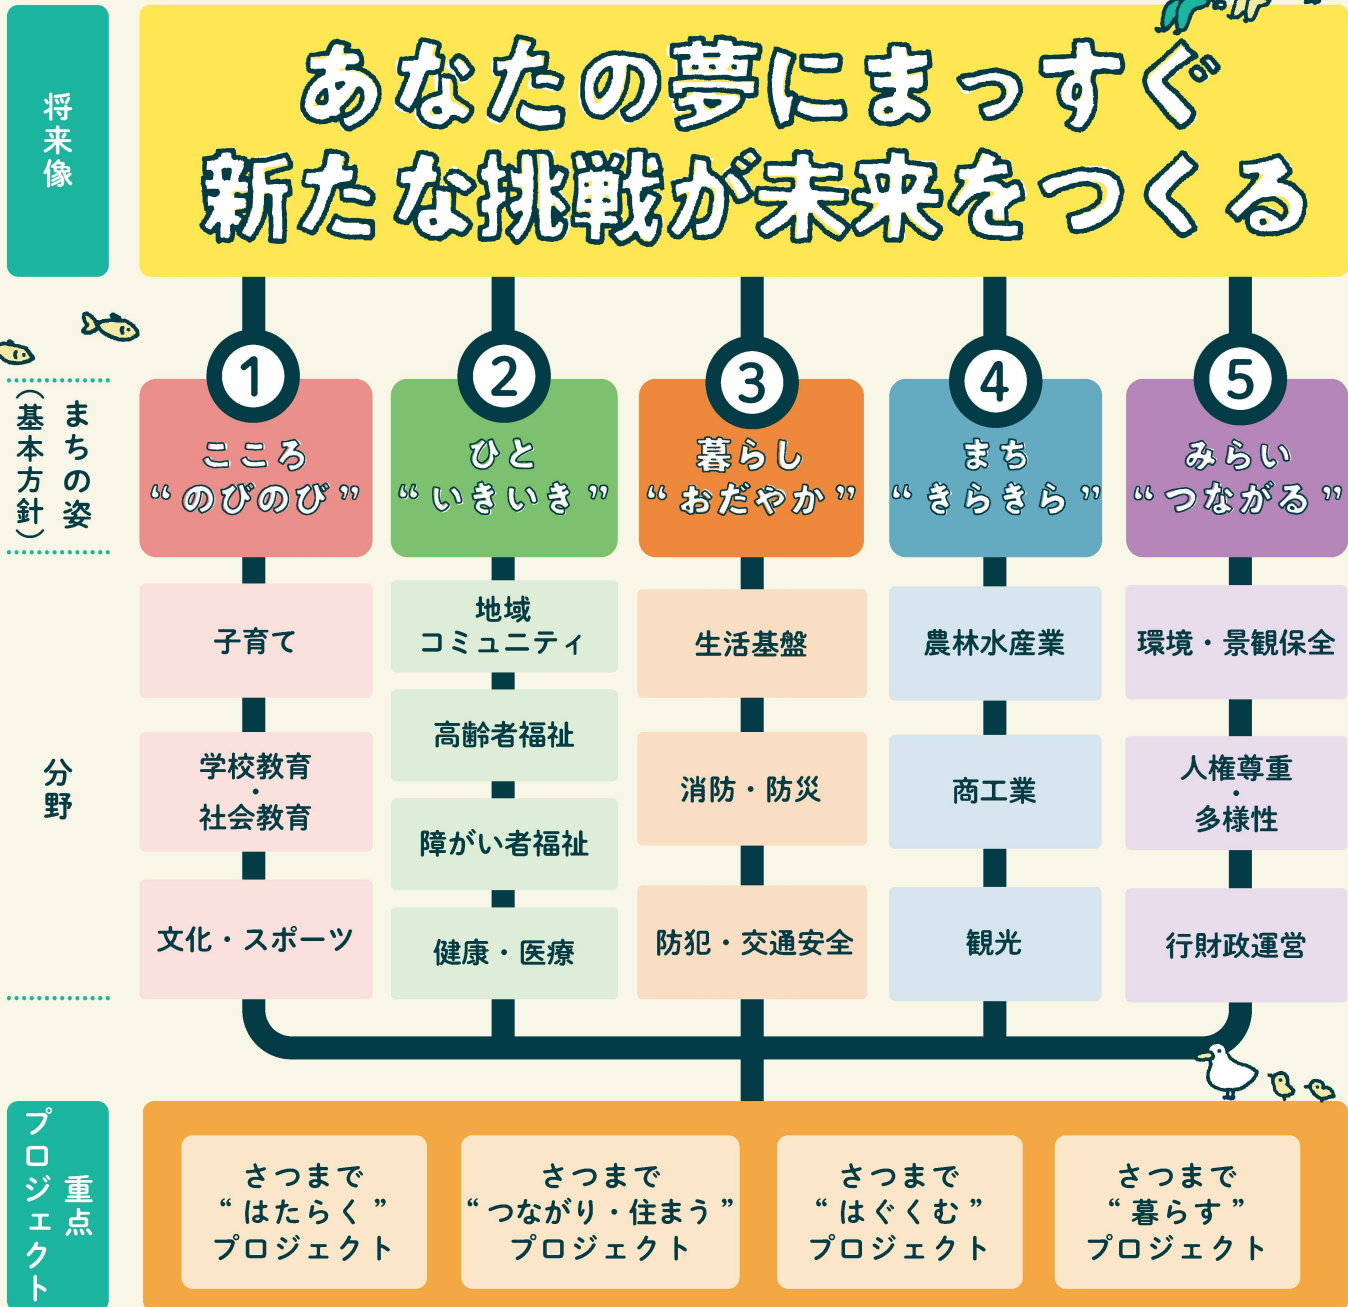 将来像
あなたの夢にまっすぐ
新たな挑戦が未来をつくる
まちの姿
（基本方針）
1
こころ
“のびのび”
2
ひと
“いきいき”
3
暮らし
“おだやか”
4
まち
“きらきら”
5
みらい
“つながる”
分野
子育て
学校教育
・
社会教育
文化・スポーツ
地域
コミュニティ
高齢者福祉
障がい者福祉
健康・医療
生活基盤
消防・防災
防犯・交通安全
農林水産業
商工業
観光
環境・景観保全
人権尊重
・
多様性
行財政運営
重点
プロジェクト
さつまで
“はたらく”
プロジェクト
さつまで
“つながり・住まう”
プロジェクト
さつまで
“はぐくむ”
プロジェクト
さつまで
“暮らす”
プロジェクト